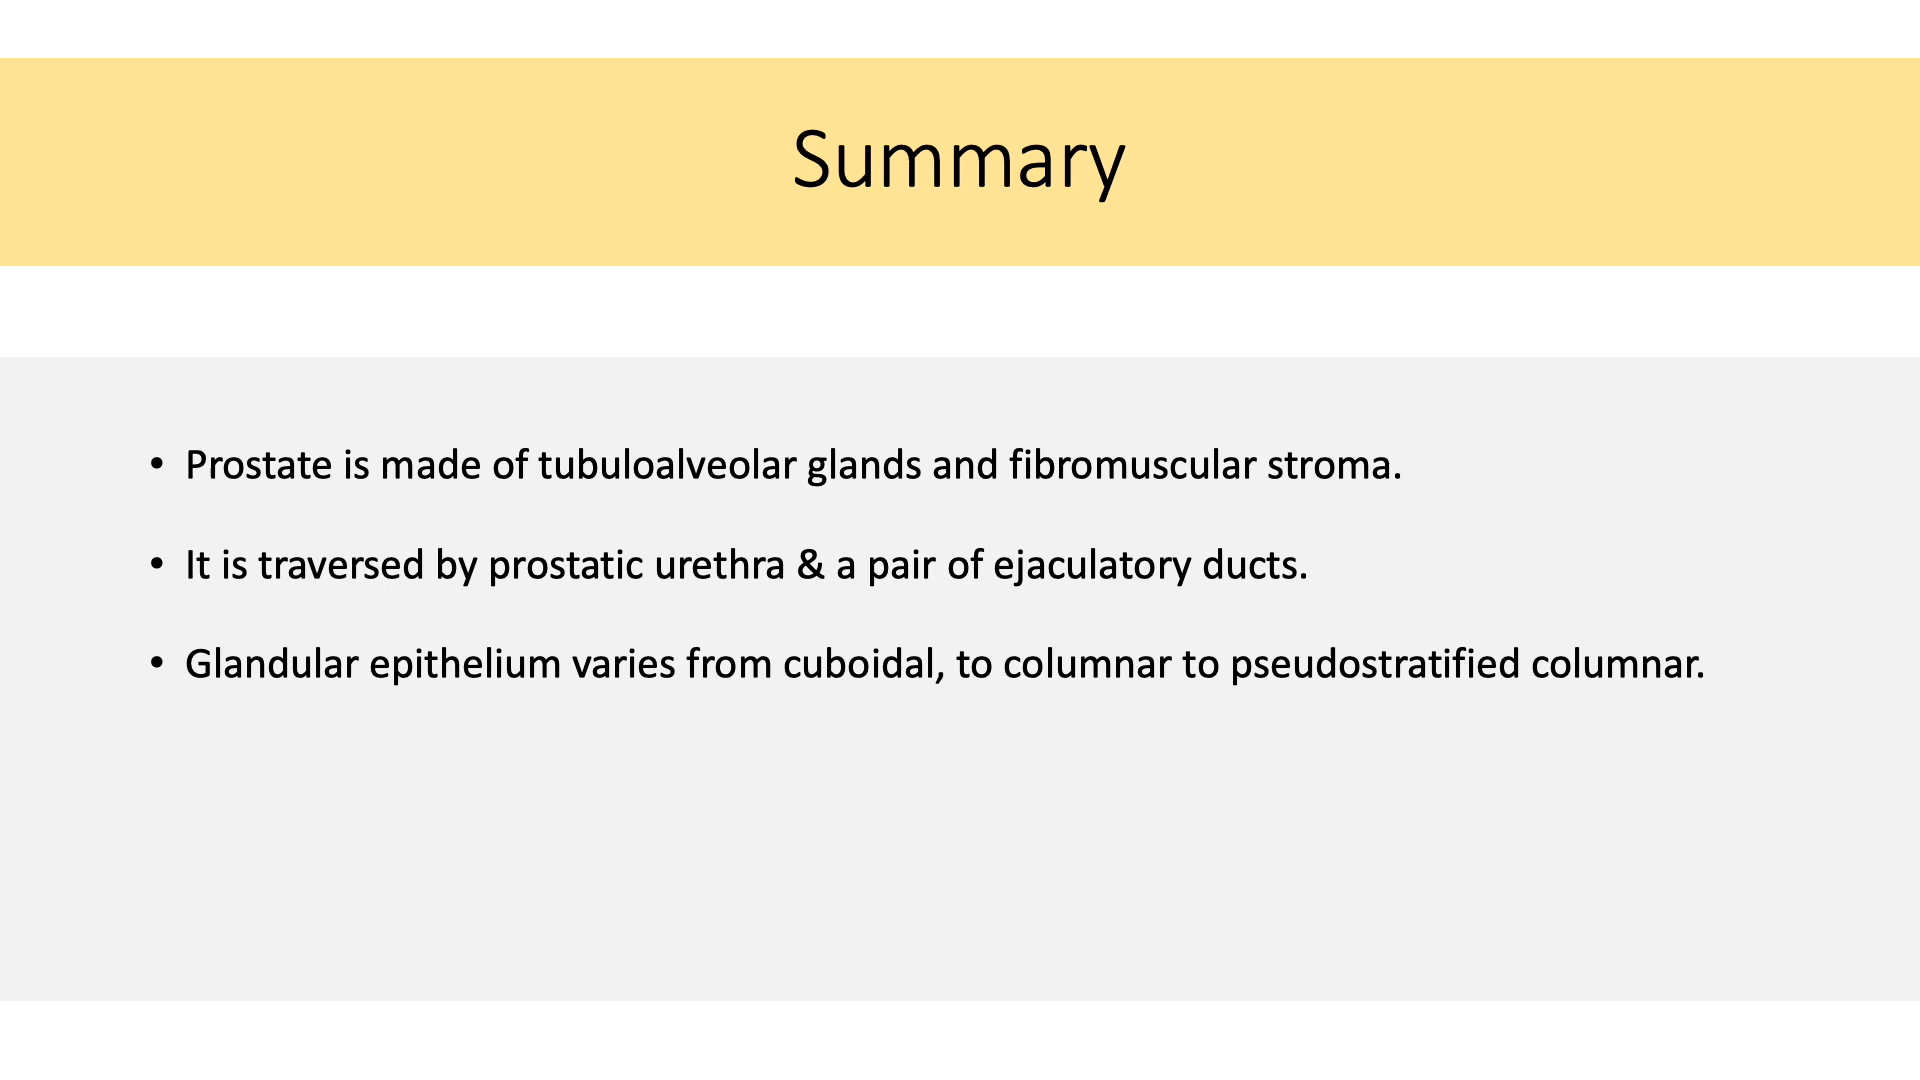 Summary
• Prostate is made of tubuloalveolar glands and fibromuscular stroma.
• It is traversed by prostatic urethra & a pair of ejaculatory ducts.
• Glandular epithelium varies from cuboidal, to columnar to pseudostratified columnar.